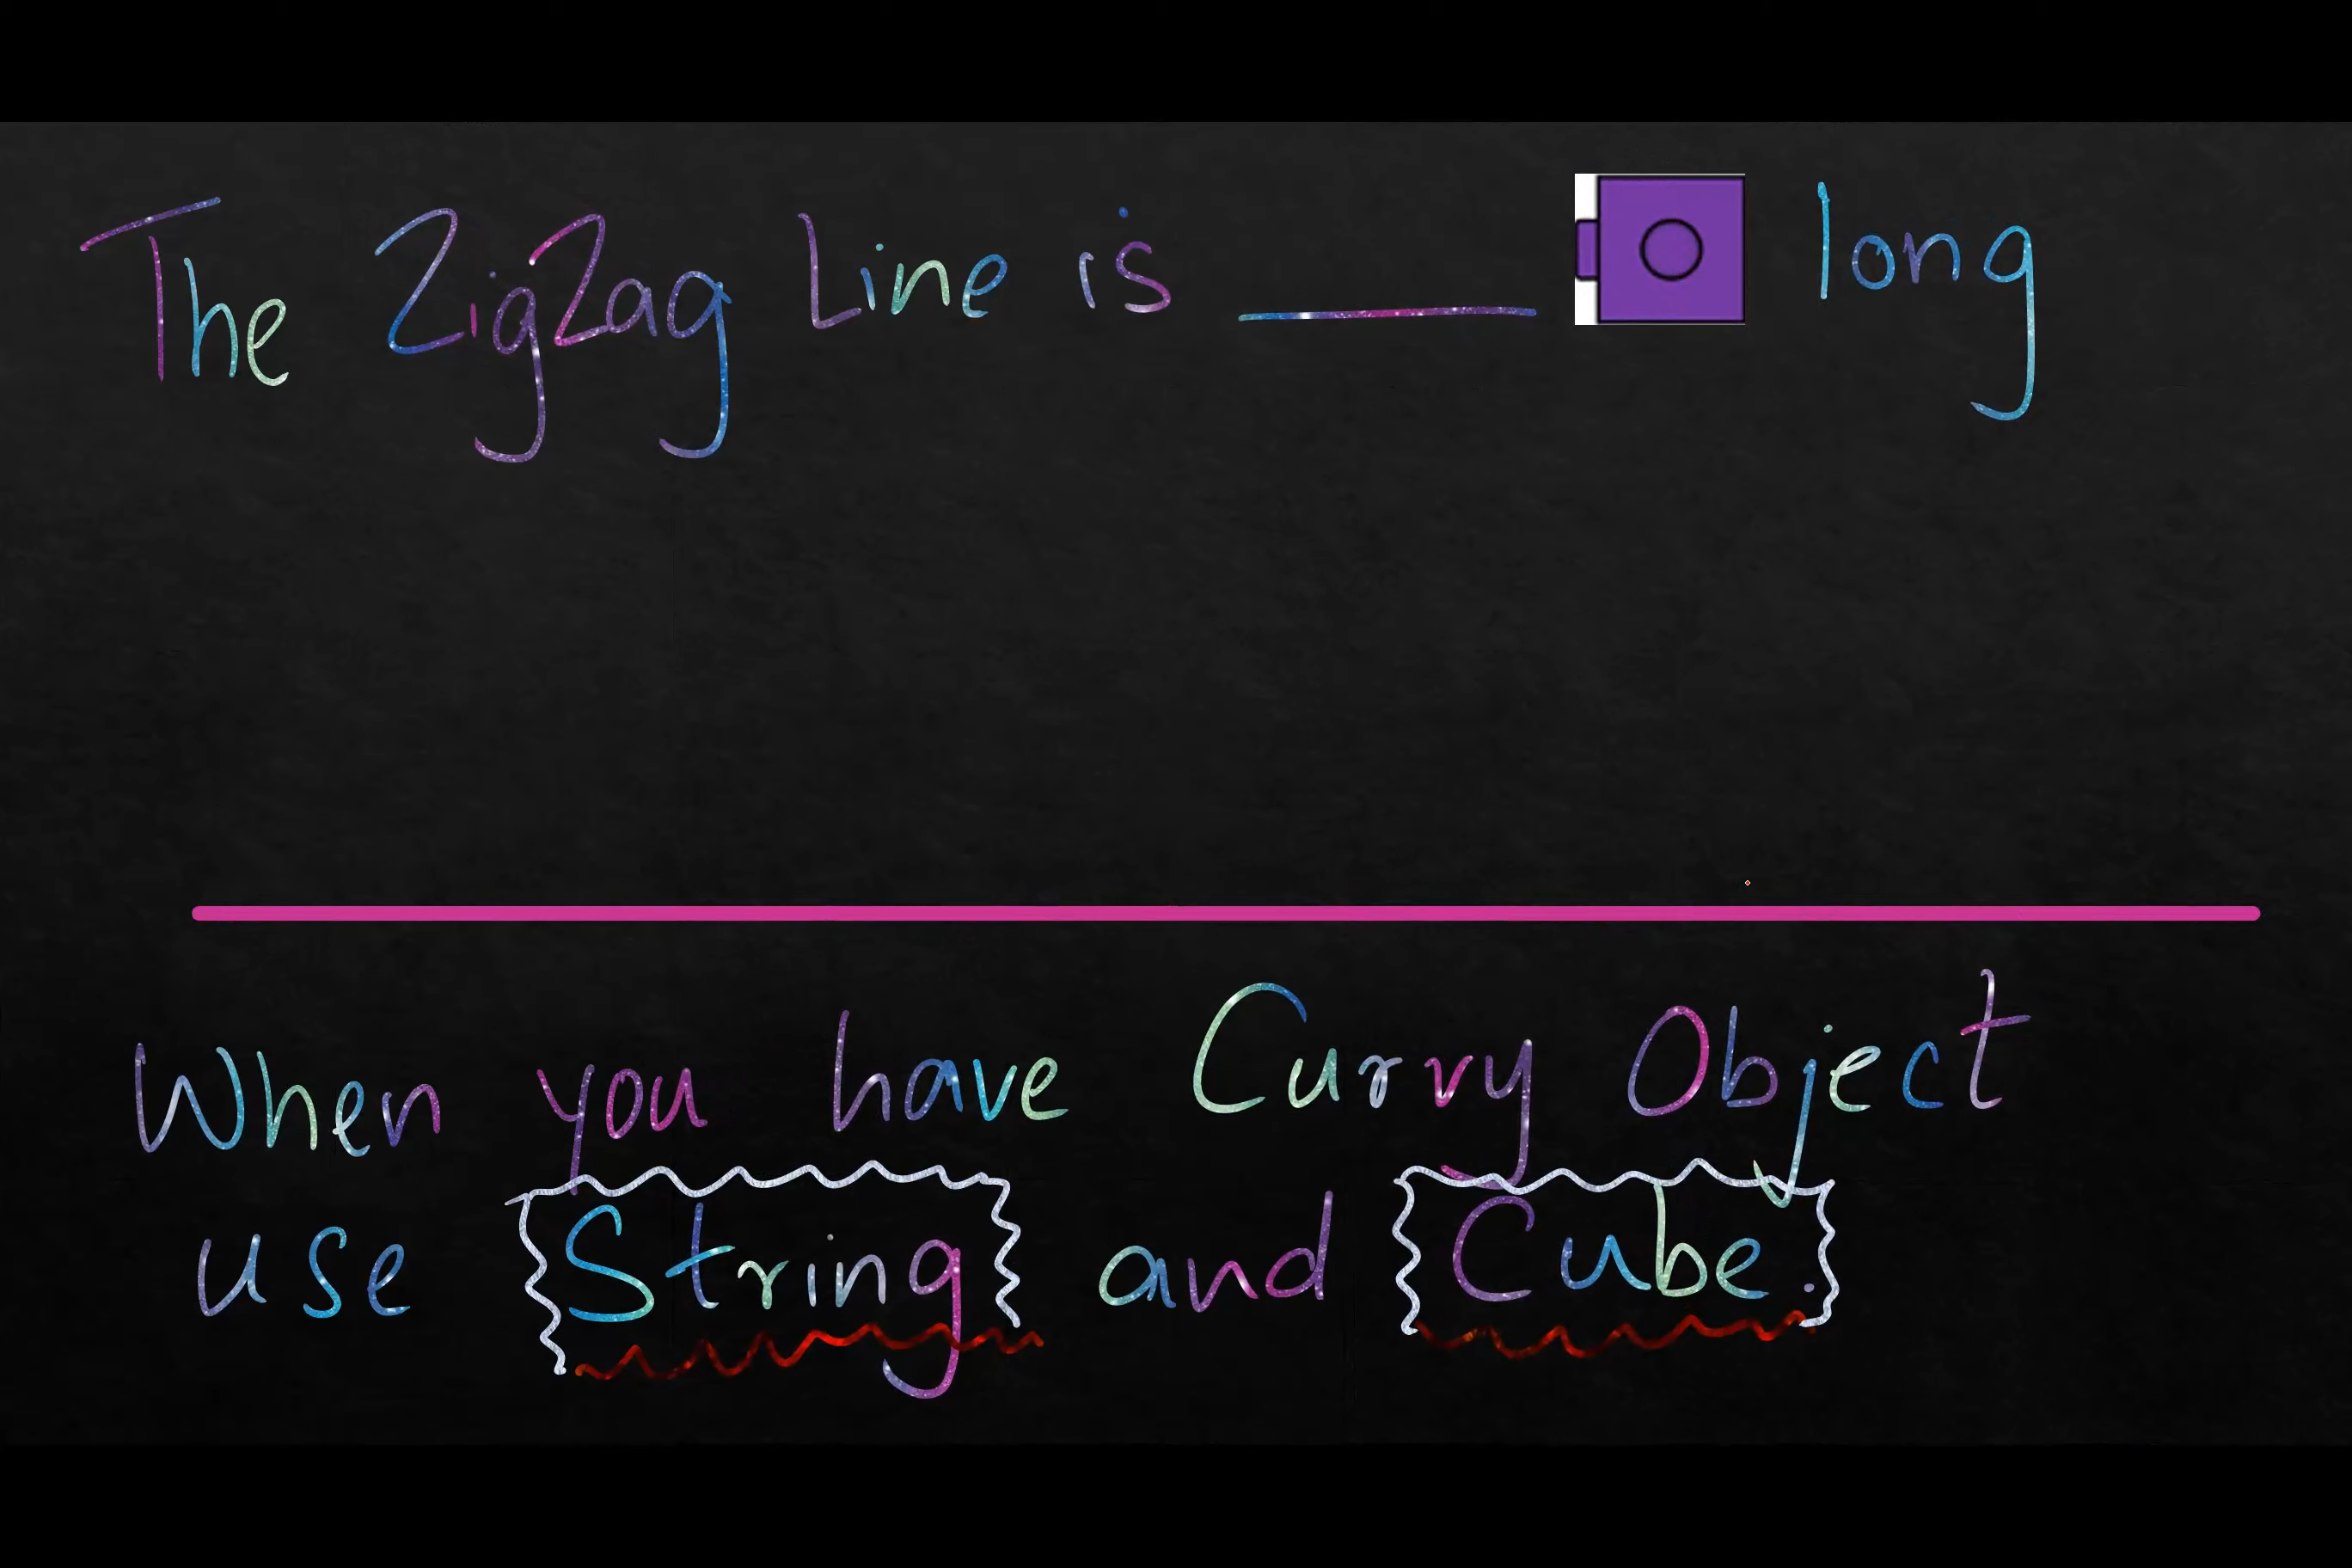 The ZigZag Line is ______ long
When you have Curvy Object
use String and Cube.